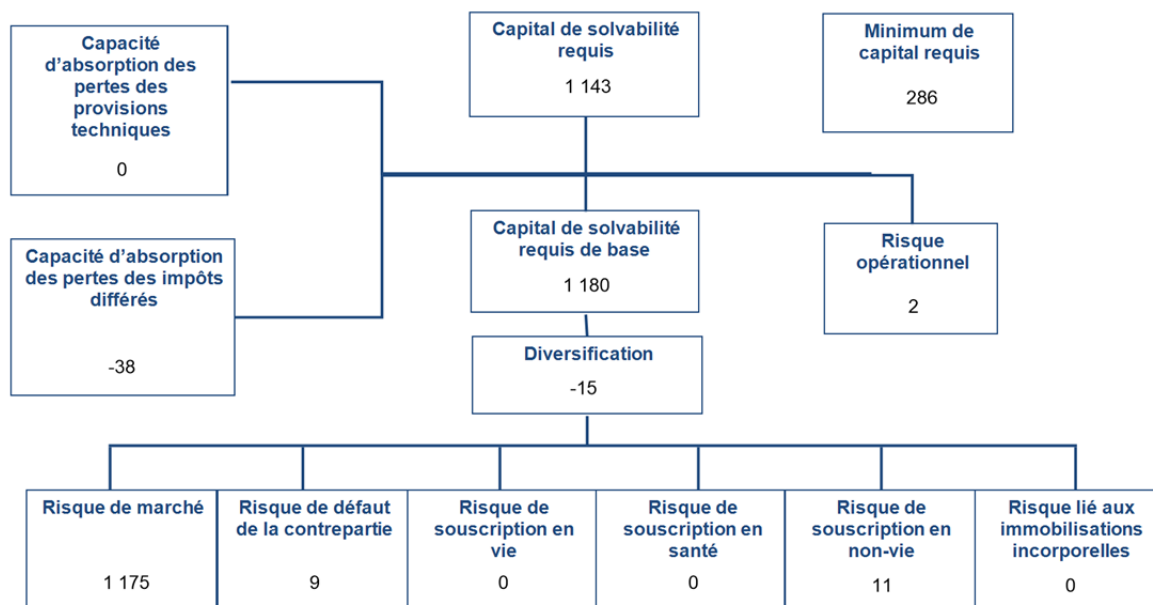 Capacité
d’absorption des
pertes des
provisions
techniques
0
Capital de solvabilité
requis
1 143
Minimum de
capital requis
286
Capacité d’absorption
des pertes des impôts
différés
-38
Capital de solvabilité
requis de base
1 180
Risque
opérationnel
2
Diversification
-15
Risque de marché
1 175
Risque de défaut
de la contrepartie
9
Risque de
souscription en
vie
0
Risque de
souscription en
santé
0
Risque de
souscription en
non-vie
11
Risque lié aux
immobilisations
incorporelles
0